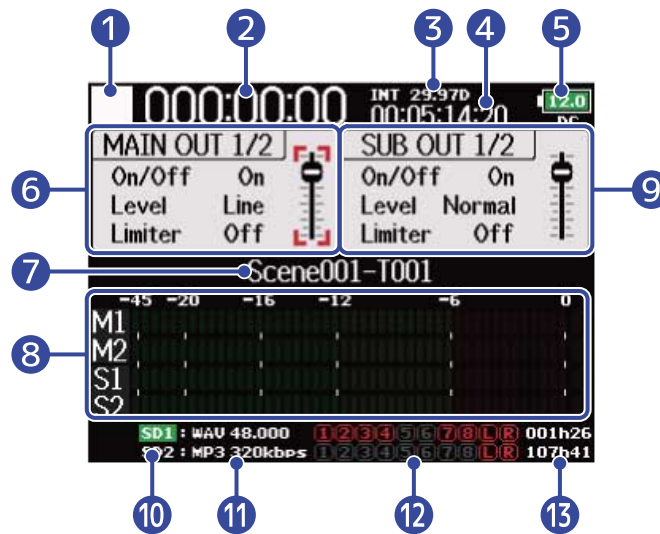 1 2 3 4 5
000:00:00 INT 29.97D 00:05:14:20 12.0 DC
MAIN OUT 1/2 SUB OUT 1/2
6 On/Off On On/Off On 9
Level Line Level Normal
Limiter Off Limiter Off
7 Scene001-T001
-45 -20 -16 -12 -6 0
M1
8 M2
S1
S2
SD1 : WAV 48.000 1 2 3 4 5 6 7 8 L R 001h26
SD2 : MP3 320kbps 1 2 3 4 5 6 7 8 L R 107h41
10 11 12 13